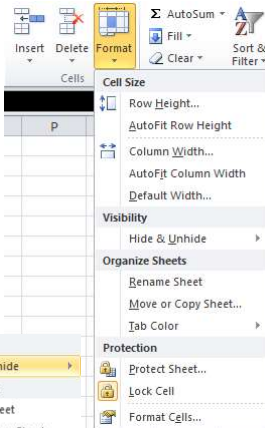 Σ AutoSum
Fill
Clear
Insert Delete Format
Sort &
Filter
Cells
P
Cell Size
Row Height...
AutoFit Row Height
Column Width...
AutoFit Column Width
Default Width...
Visibility
Hide & Unhide
Organize Sheets
Rename Sheet
Move or Copy Sheet...
Tab Color
Protection
Protect Sheet...
Lock Cell
Format Cells...